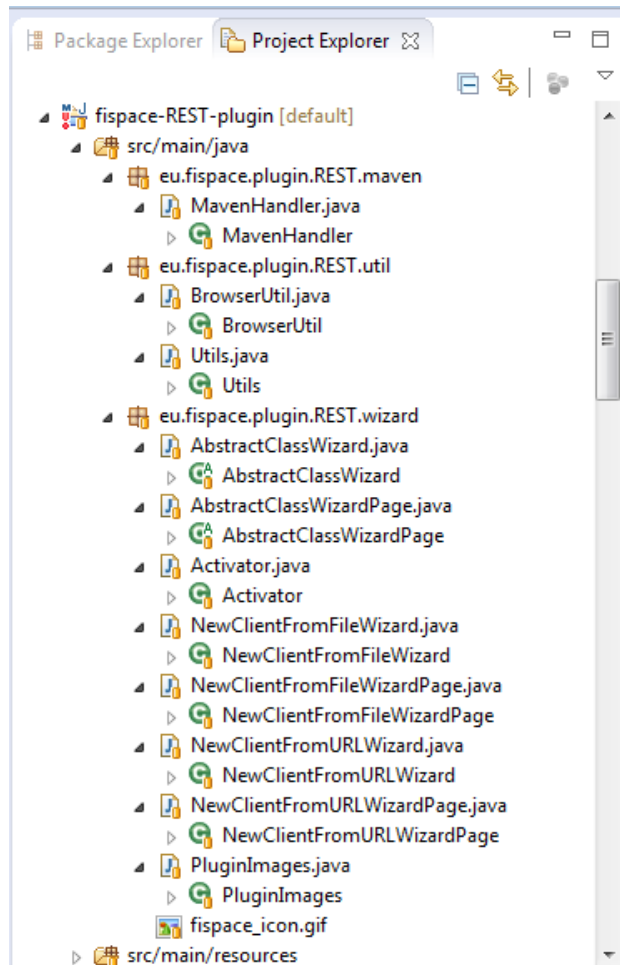 Package Explorer Project Explorer
fispace-REST-plugin [default]
src/main/java
eu.fispace.plugin.REST.maven
MavenHandler.java
MavenHandler
eu.fispace.plugin.REST.util
BrowserUtil.java
BrowserUtil
Utils.java
Utils
eu.fispace.plugin.REST.wizard
AbstractClassWizard.java
AbstractClassWizard
AbstractClassWizardPage.java
AbstractClassWizardPage
Activator.java
Activator
NewClientFromFileWizard.java
NewClientFromFileWizard
NewClientFromFileWizardPage.java
NewClientFromFileWizardPage
NewClientFromURLWizard.java
NewClientFromURLWizard
NewClientFromURLWizardPage.java
NewClientFromURLWizardPage
PluginImages.java
PluginImages
fispace_icon.gif
src/main/resources